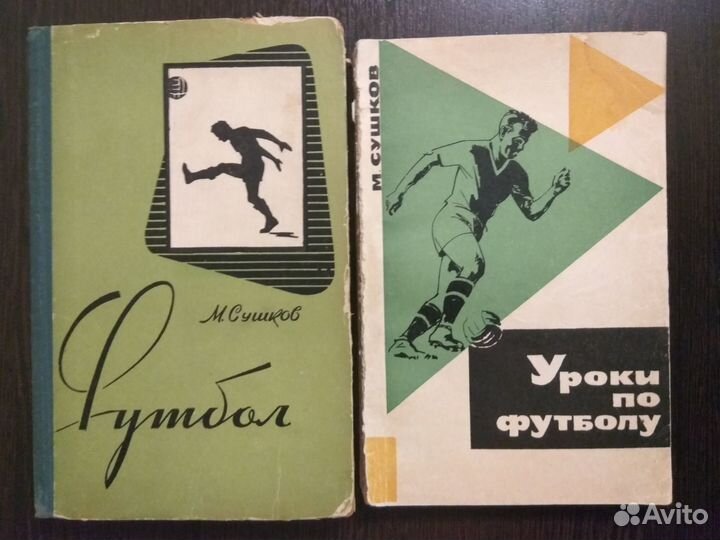 М. Сушков
Футбол
М. СУШКОВ
Уроки
по
футболу
Avito